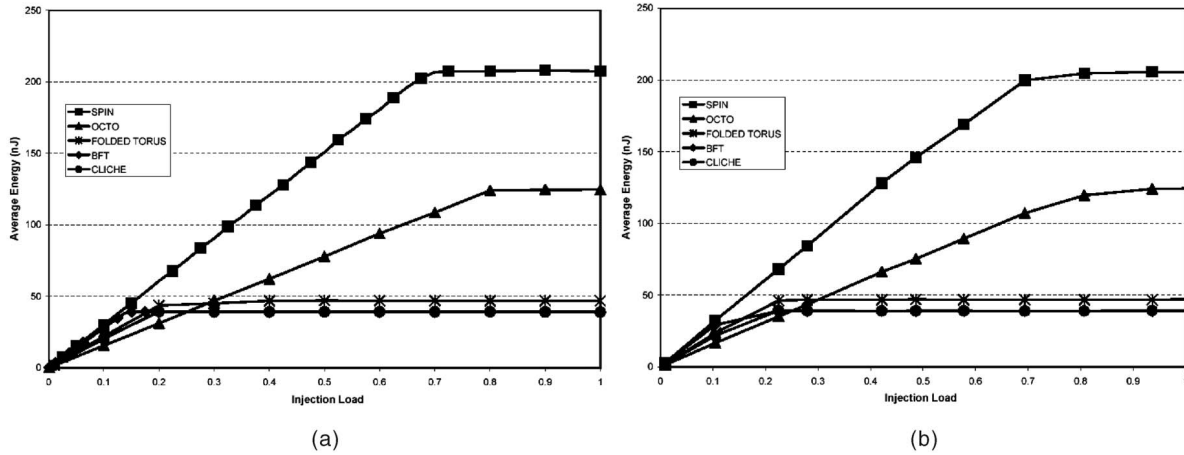 250
200
150
100
50
0
Average Energy (nJ)
SPIN
OCTO
FOLDED TORUS
BFT
CLICHE
0 0.1 0.2 0.3 0.4 0.5 0.6 0.7 0.8 0.9 1
Injection Load
(a)
250
200
150
100
50
0
Average Energy (nJ)
SPIN
OCTO
FOLDED TORUS
BFT
CLICHE
0 0.1 0.2 0.3 0.4 0.5 0.6 0.7 0.8 0.9
Injection Load
(b)